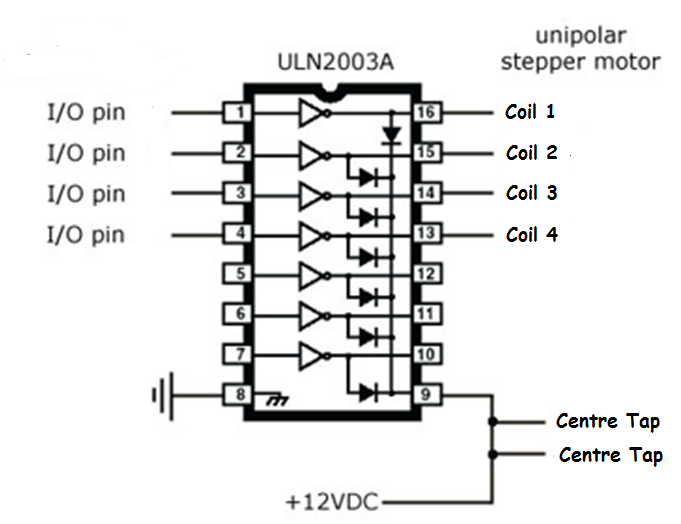 unipolar
stepper motor
ULN2003A
I/O pin 1 16 Coil 1
I/O pin 2 15 Coil 2
I/O pin 3 14 Coil 3
I/O pin 4 13 Coil 4
5 12
6 11
7 10
8 9
Centre Tap
Centre Tap
+12VDC